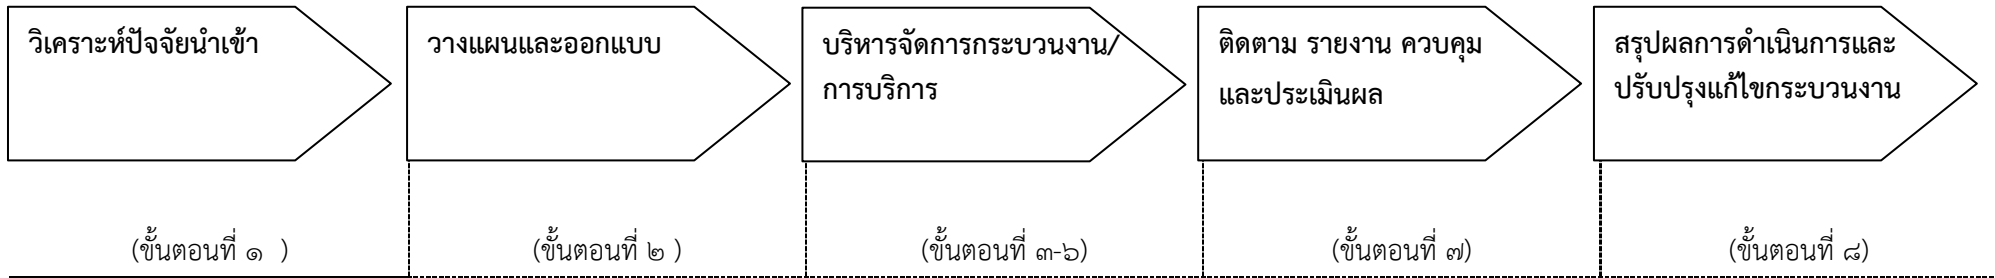 วิเคราะห์ปัจจัยนำเข้า
วางแผนและออกแบบ
บริหารจัดการกระบวนงาน/
การบริการ
ติดตาม รายงาน ควบคุม
และประเมินผล
สรุปผลการดำเนินการและ
ปรับปรุงแก้ไขกระบวนงาน
(ขั้นตอนที่ ๑ )
(ขั้นตอนที่ ๒ )
(ขั้นตอนที่ ๓-๖)
(ขั้นตอนที่ ๗)
(ขั้นตอนที่ ๘)